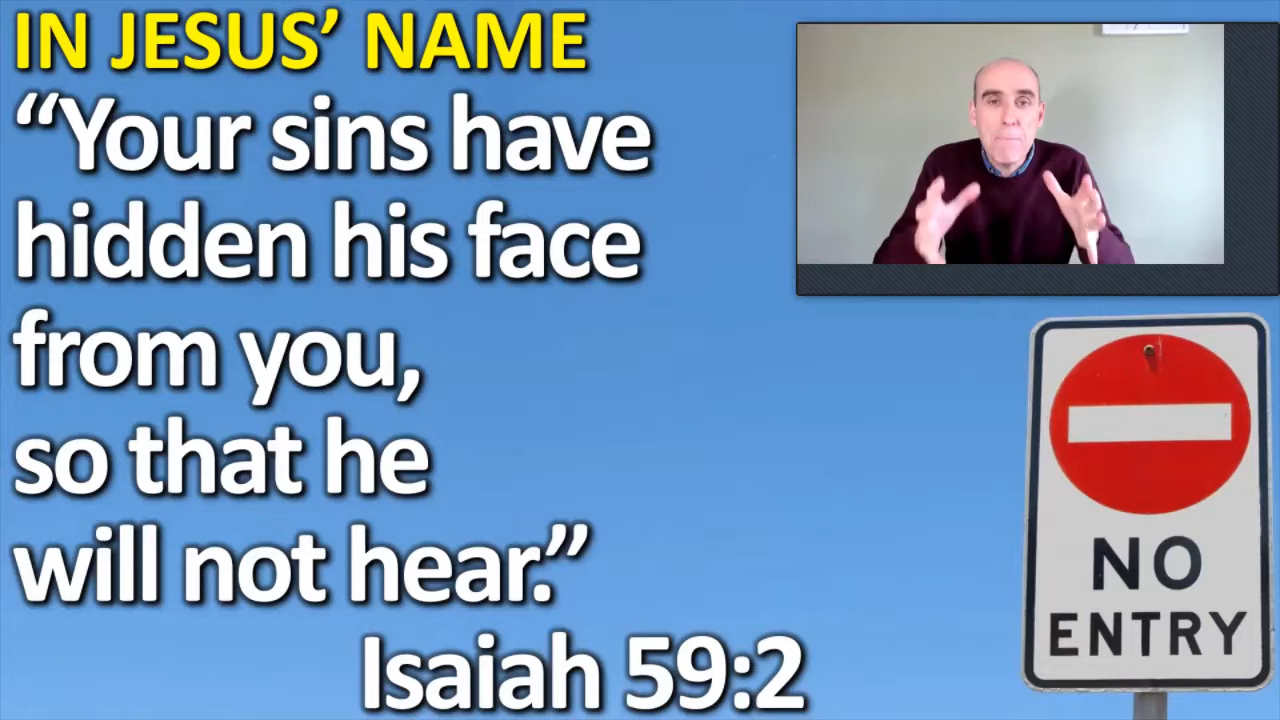 IN JESUS’ NAME
“Your sins have
hidden his face
from you,
so that he
will not hear.”
Isaiah 59:2
NO
ENTRY